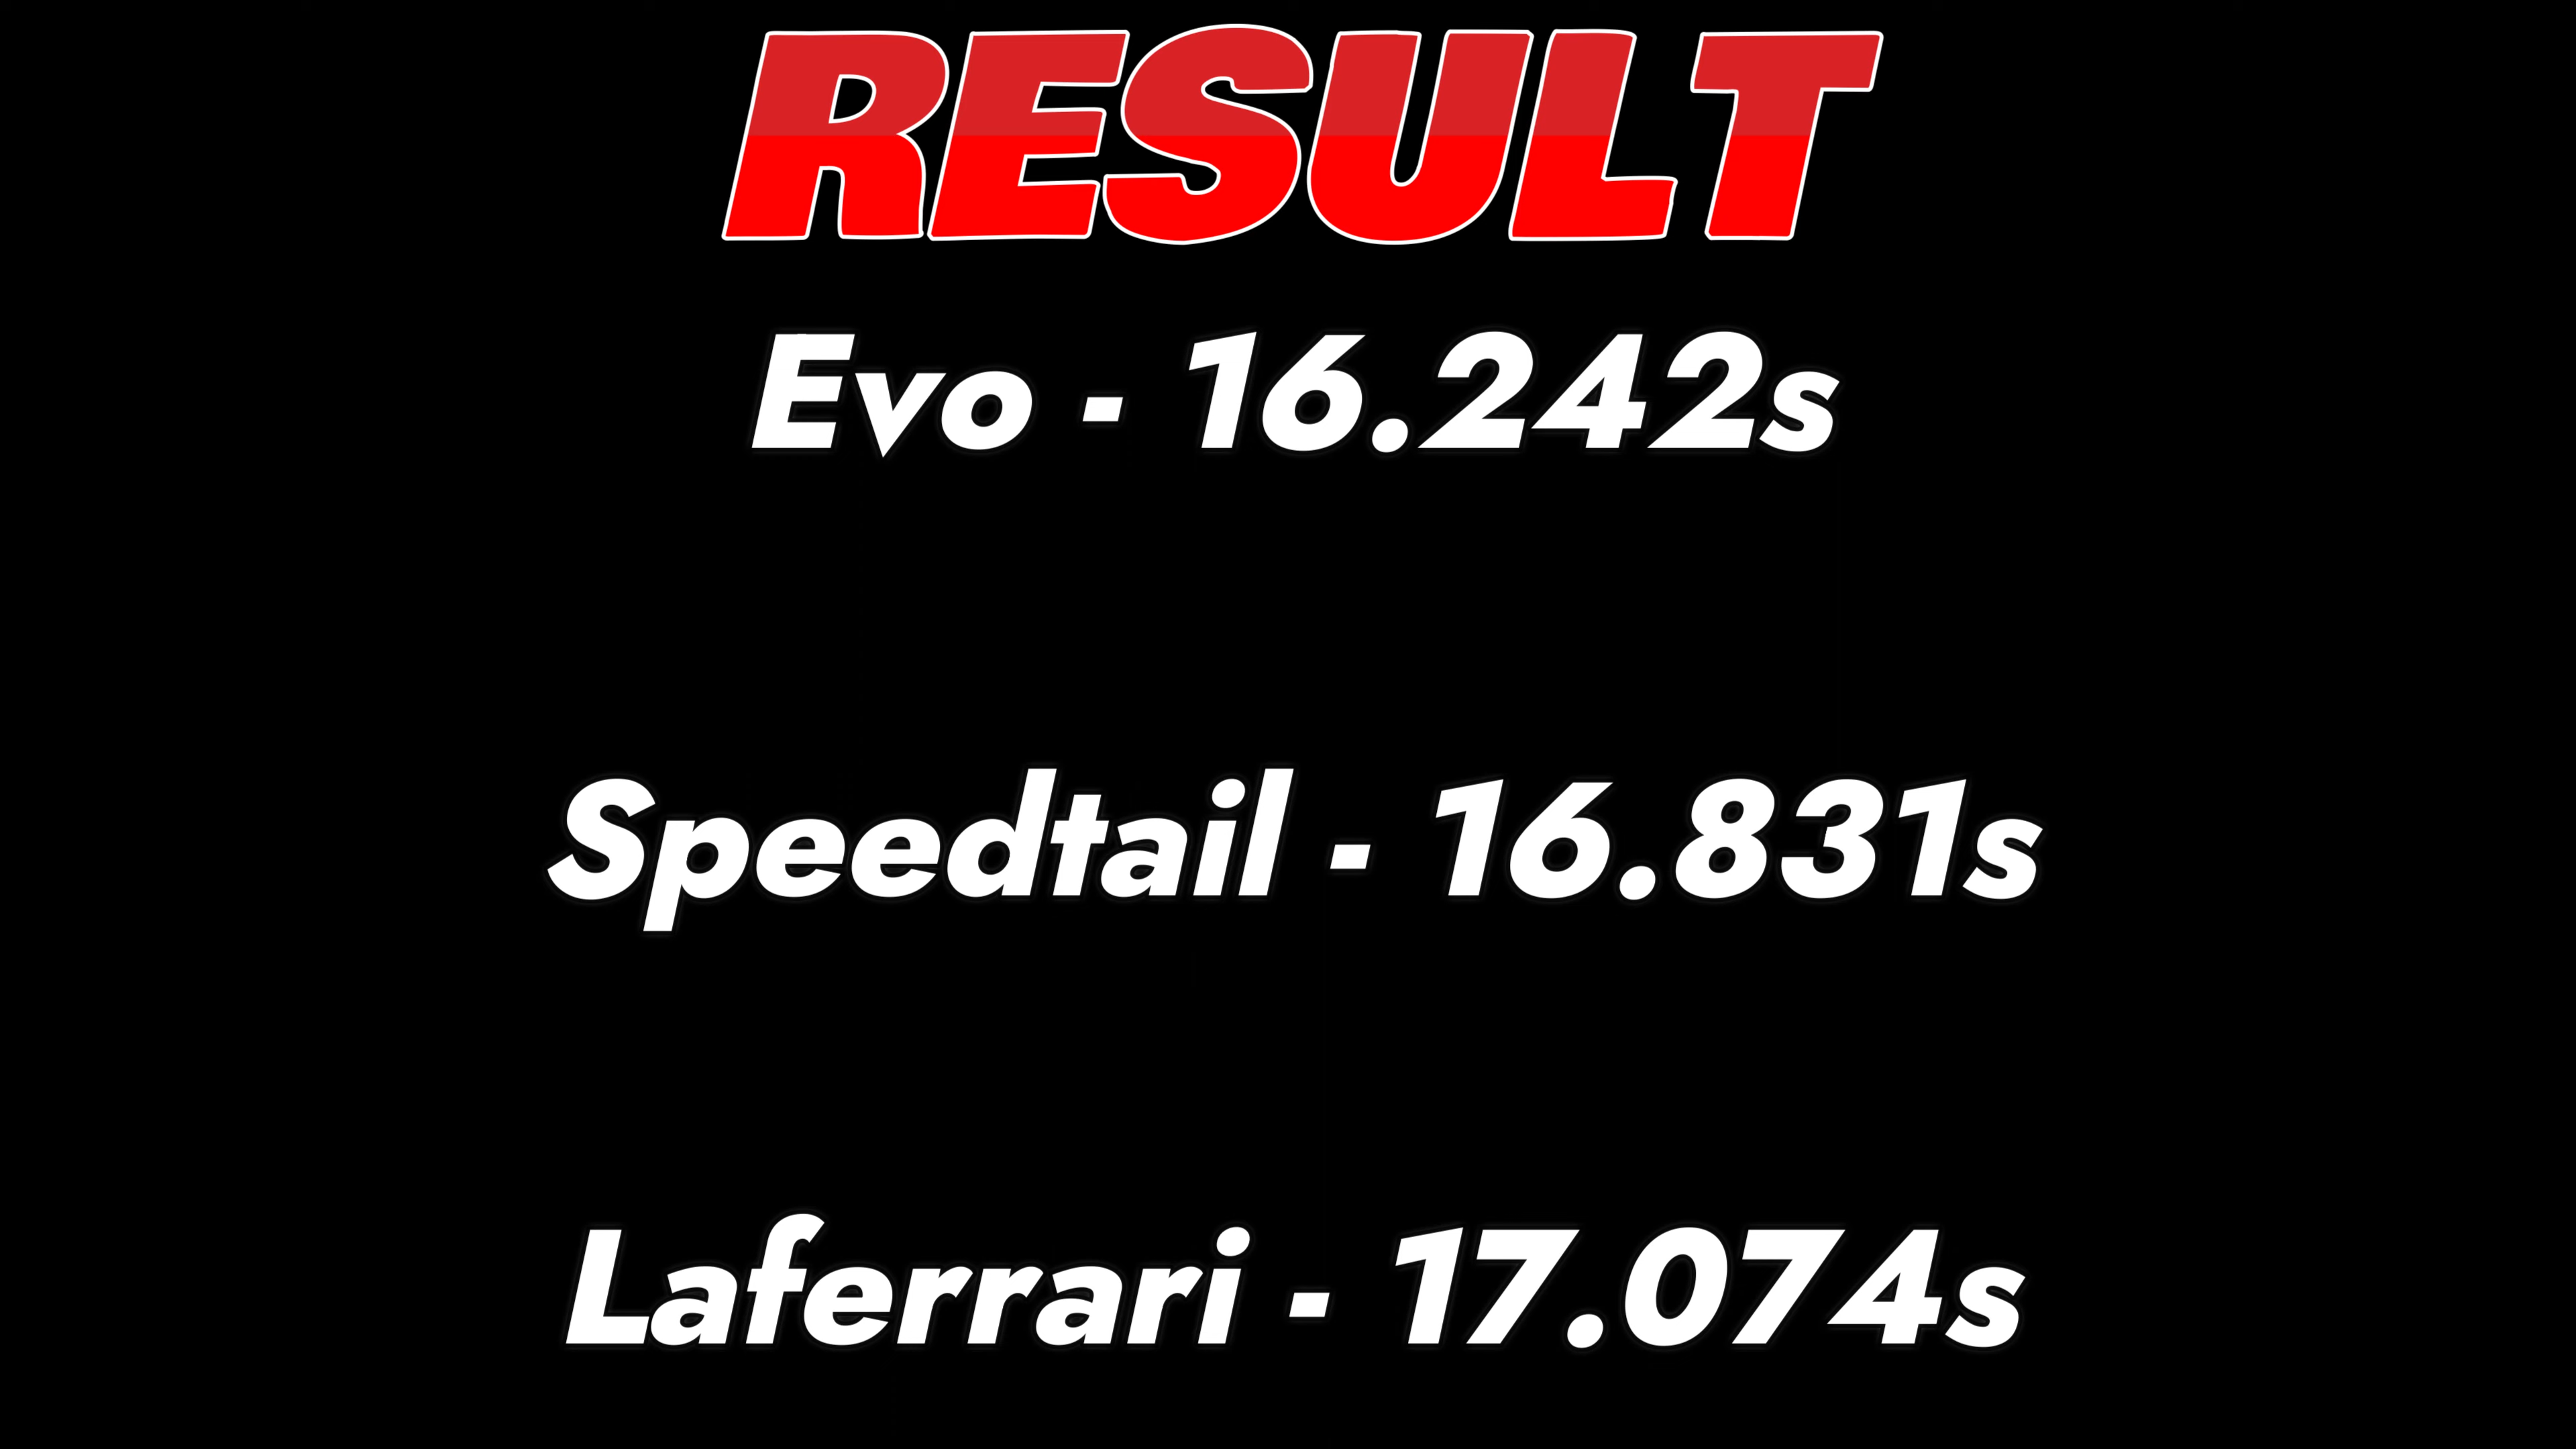 RESULT
Evo - 16.242s
Speedtail - 16.831s
Laferrari - 17.074s